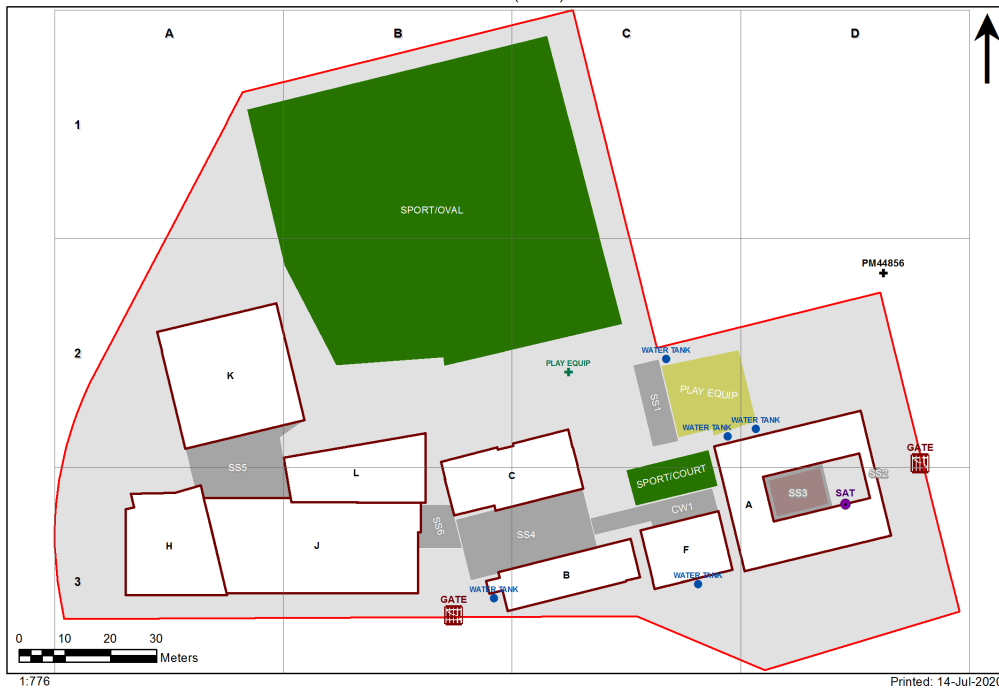 A
B
C
D
1
SPORT/OVAL
PM44856
2
WATER TANK
PLAY EQUIP
K
PLAY EQUIP
SS1
WATER TANK
WATER TANK
GATE
SS5
L
C
SPORT/COURT
SS2
SS3
SAT
A
CW1
SS6
SS4
H
J
F
B
3
WATER TANK
WATER TANK
GATE
0 10 20 30
Meters
1:776
Printed: 14-Jul-2020